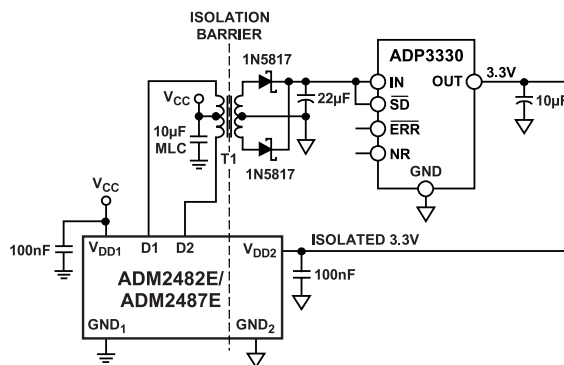 ISOLATION
BARRIER
1N5817
ADP3330
VCC
IN
OUT
3.3V
22µF
SD
10µF
10µF
MLC
ERR
T1
NR
1N5817
GND
VCC
100nF
VDD1
D1
D2
VDD2
ISOLATED 3.3V
ADM2482E/
ADM2487E
100nF
GND1
GND2